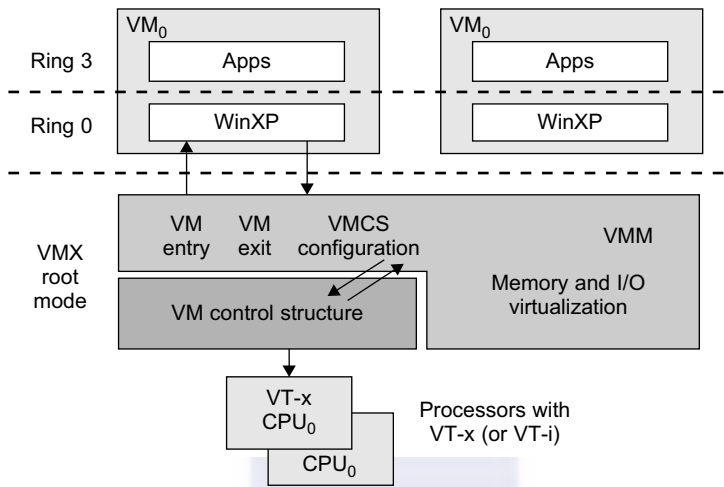 VM0
VM0
Ring 3
Apps
Apps
Ring 0
WinXP
WinXP
VMX
root
mode
VM
entry
VM
exit
VMCS
configuration
VMM
Memory and I/O
virtualization
VM control structure
VT-x
CPU0
CPU0
Processors with
VT-x (or VT-i)